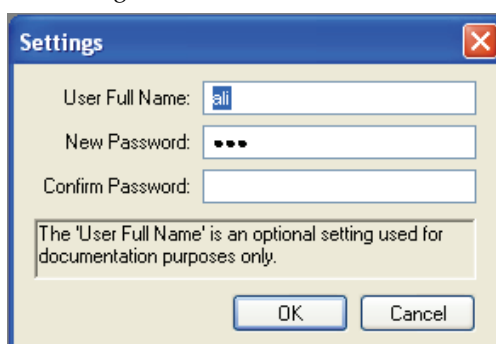 Settings
User Full Name: ali
New Password: •••
Confirm Password:
The 'User Full Name' is an optional setting used for
documentation purposes only.
OK Cancel